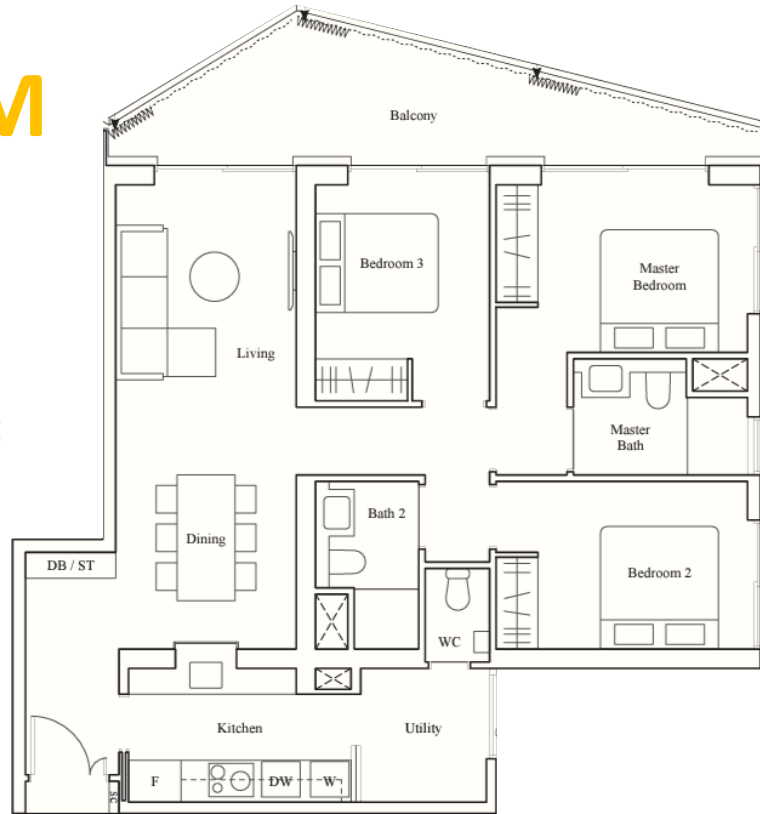 M
Balcony
Bedroom 3
Master
Bedroom
Living
Master
Bath
Bath 2
Dining
DB / ST
Bedroom 2
WC
Kitchen
Utility
F
DW
W
SC